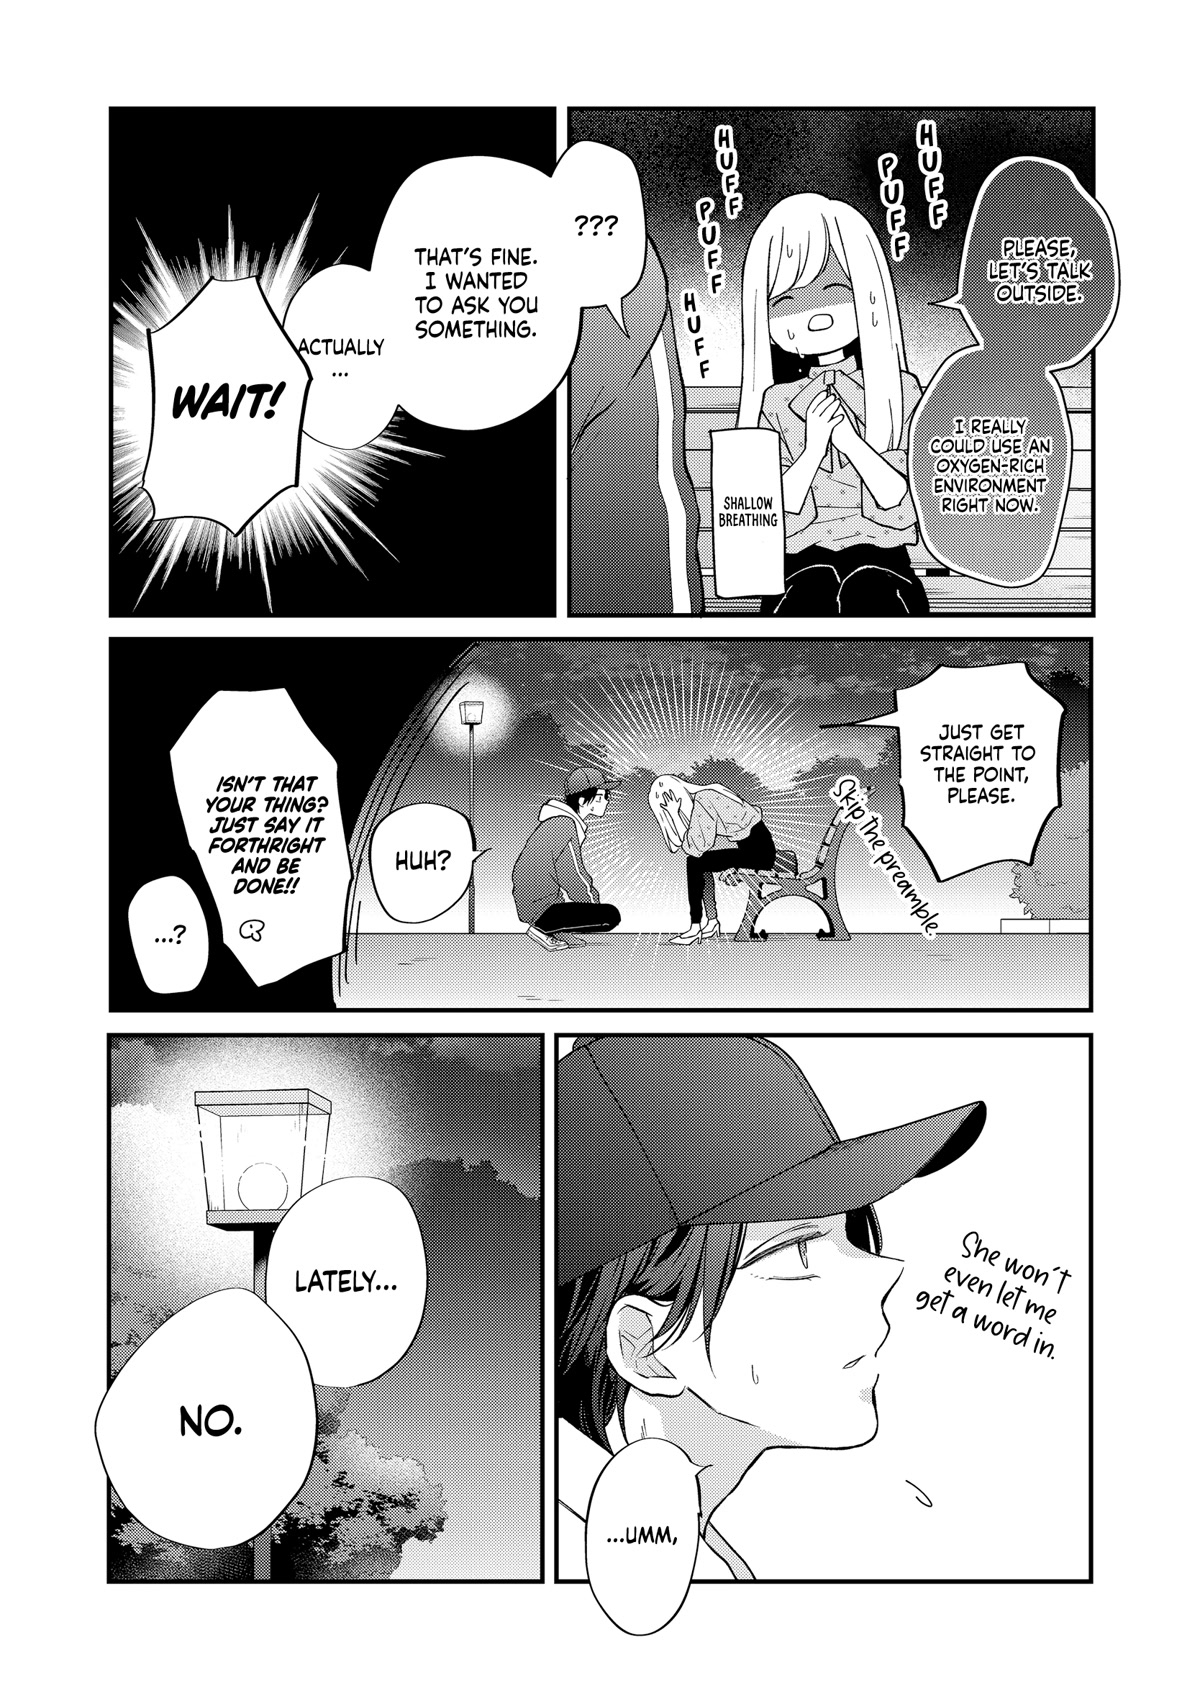 HUFF
PUFF
PLEASE,
LET'S TALK
OUTSIDE.
I REALLY
COULD USE AN
OXYGEN-RICH
ENVIRONMENT
RIGHT NOW.
HUFF
PUFF
HUFF
SHALLOW
BREATHING
???
THAT'S FINE.
I WANTED
TO ASK YOU
SOMETHING.
ACTUALLY
...
WAIT!
JUST GET
STRAIGHT TO
THE POINT,
PLEASE.
Skip the preamble.
HUH?
ISN'T THAT
YOUR THING?
JUST SAY IT
FORTHRIGHT
AND BE
DONE!!
...?
She won't
even let me
get a word in.
...UMM,
LATELY...
NO.